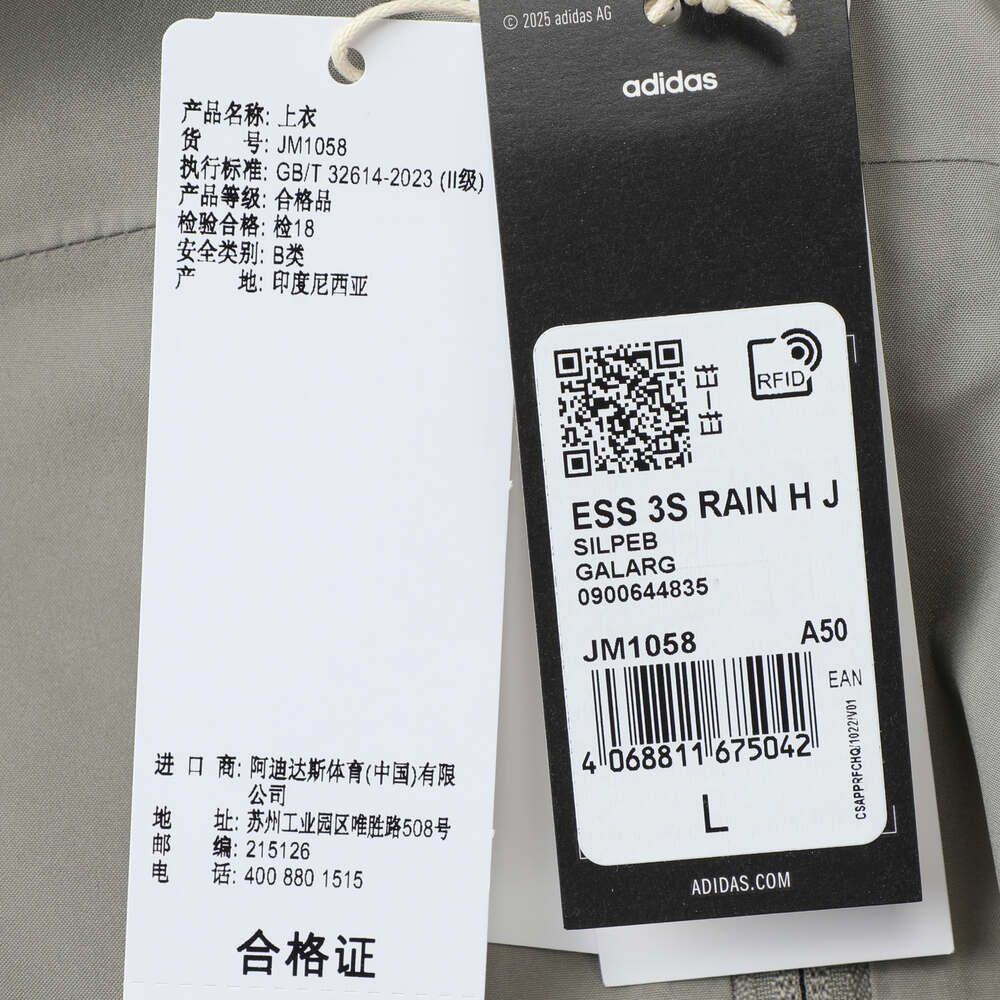 产品名称: 上衣
货 号: JM1058
执行标准: GB/T 32614-2023 (II级)
产品等级: 合格品
检验合格: 检18
安全类别: B类
产 地: 印度尼西亚
进 口 商: 阿迪达斯体育(中国)有限
公司
地 址: 苏州工业园区唯胜路508号
邮 编: 215126
电 话: 400 880 1515
合格证
© 2025 adidas AG
adidas
扫一扫
RFID
ESS 3S RAIN H J
SILPEB
GALARG
0900644835
JM1058 A50
EAN
4 068811 675042
CSAPPRFCHQ/1022/V01
L
ADIDAS.COM